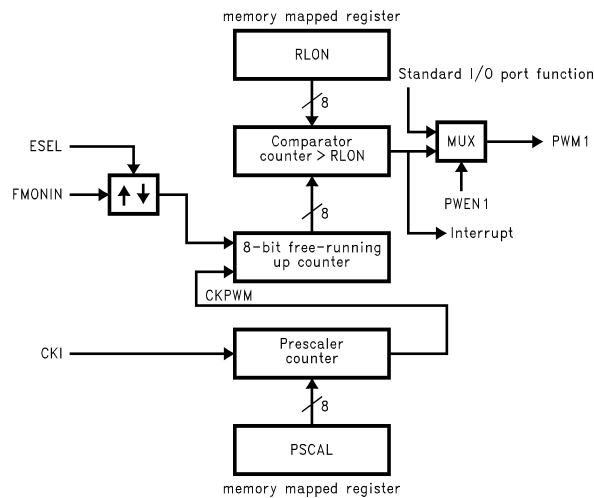 memory mapped register
RLON
8
Standard I/O port function
ESEL
Comparator
counter > RLON
MUX
PWM1
FMONIN
PWEN1
8
Interrupt
8-bit free-running
up counter
CKPWM
CKI
Prescaler
counter
8
PSCAL
memory mapped register